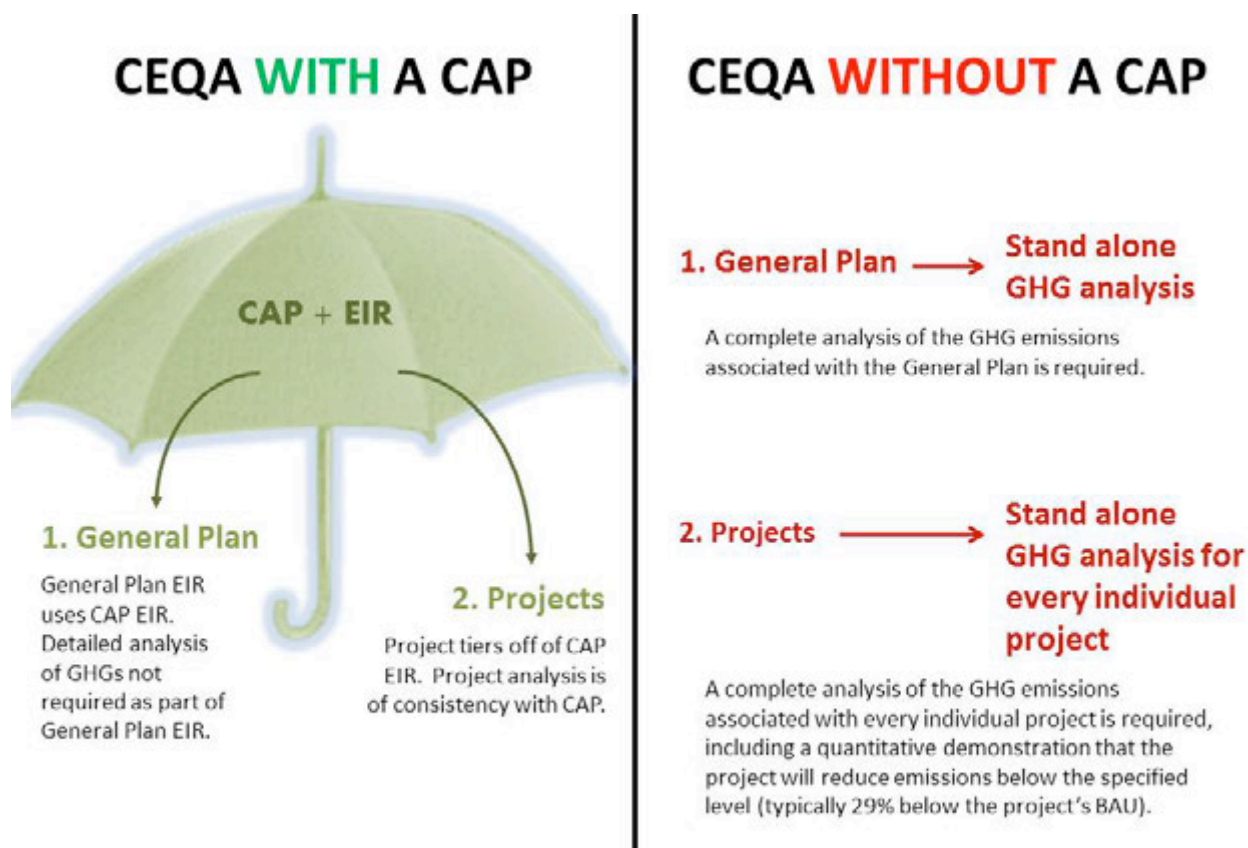 CEQA WITH A CAP
CAP + EIR
1. General Plan
General Plan EIR
uses CAP EIR.
Detailed analysis
of GHGs not
required as part of
General Plan EIR.
2. Projects
Project tiers off of CAP
EIR. Project analysis is
of consistency with CAP.
CEQA WITHOUT A CAP
1. General Plan
Stand alone
GHG analysis
A complete analysis of the GHG emissions
associated with the General Plan is required.
2. Projects
Stand alone
GHG analysis for
every individual
project
A complete analysis of the GHG emissions
associated with every individual project is required,
including a quantitative demonstration that the
project will reduce emissions below the specified
level (typically 29% below the project's BAU).